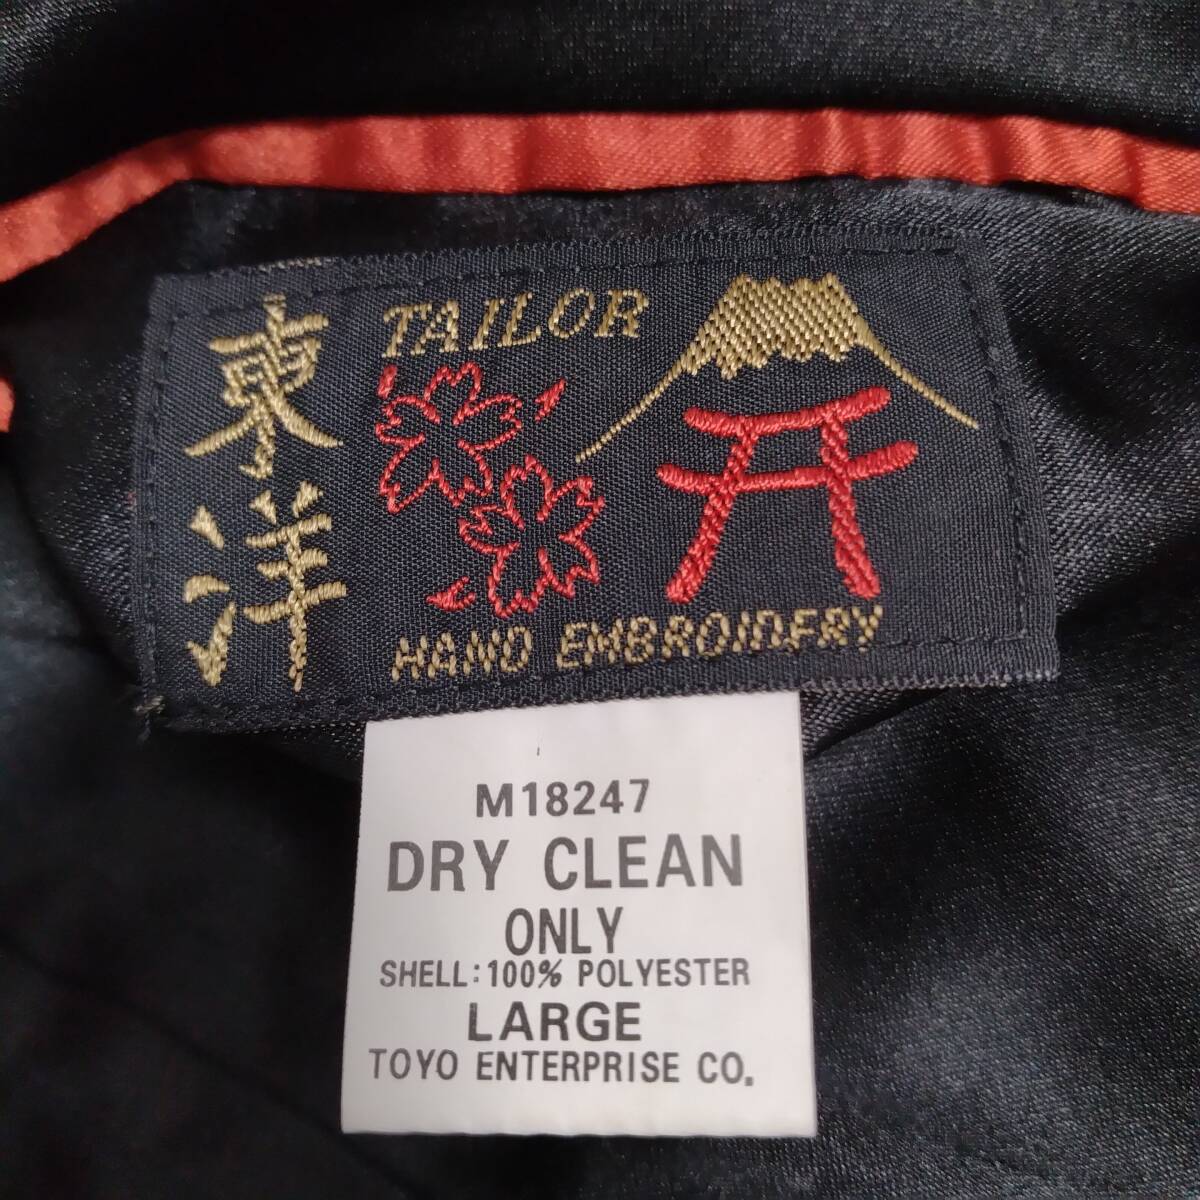 東洋
TAILOR
HAND EMBROIDERY
M18247
DRY CLEAN
ONLY
SHELL:100% POLYESTER
LARGE
TOYO ENTERPRISE CO.